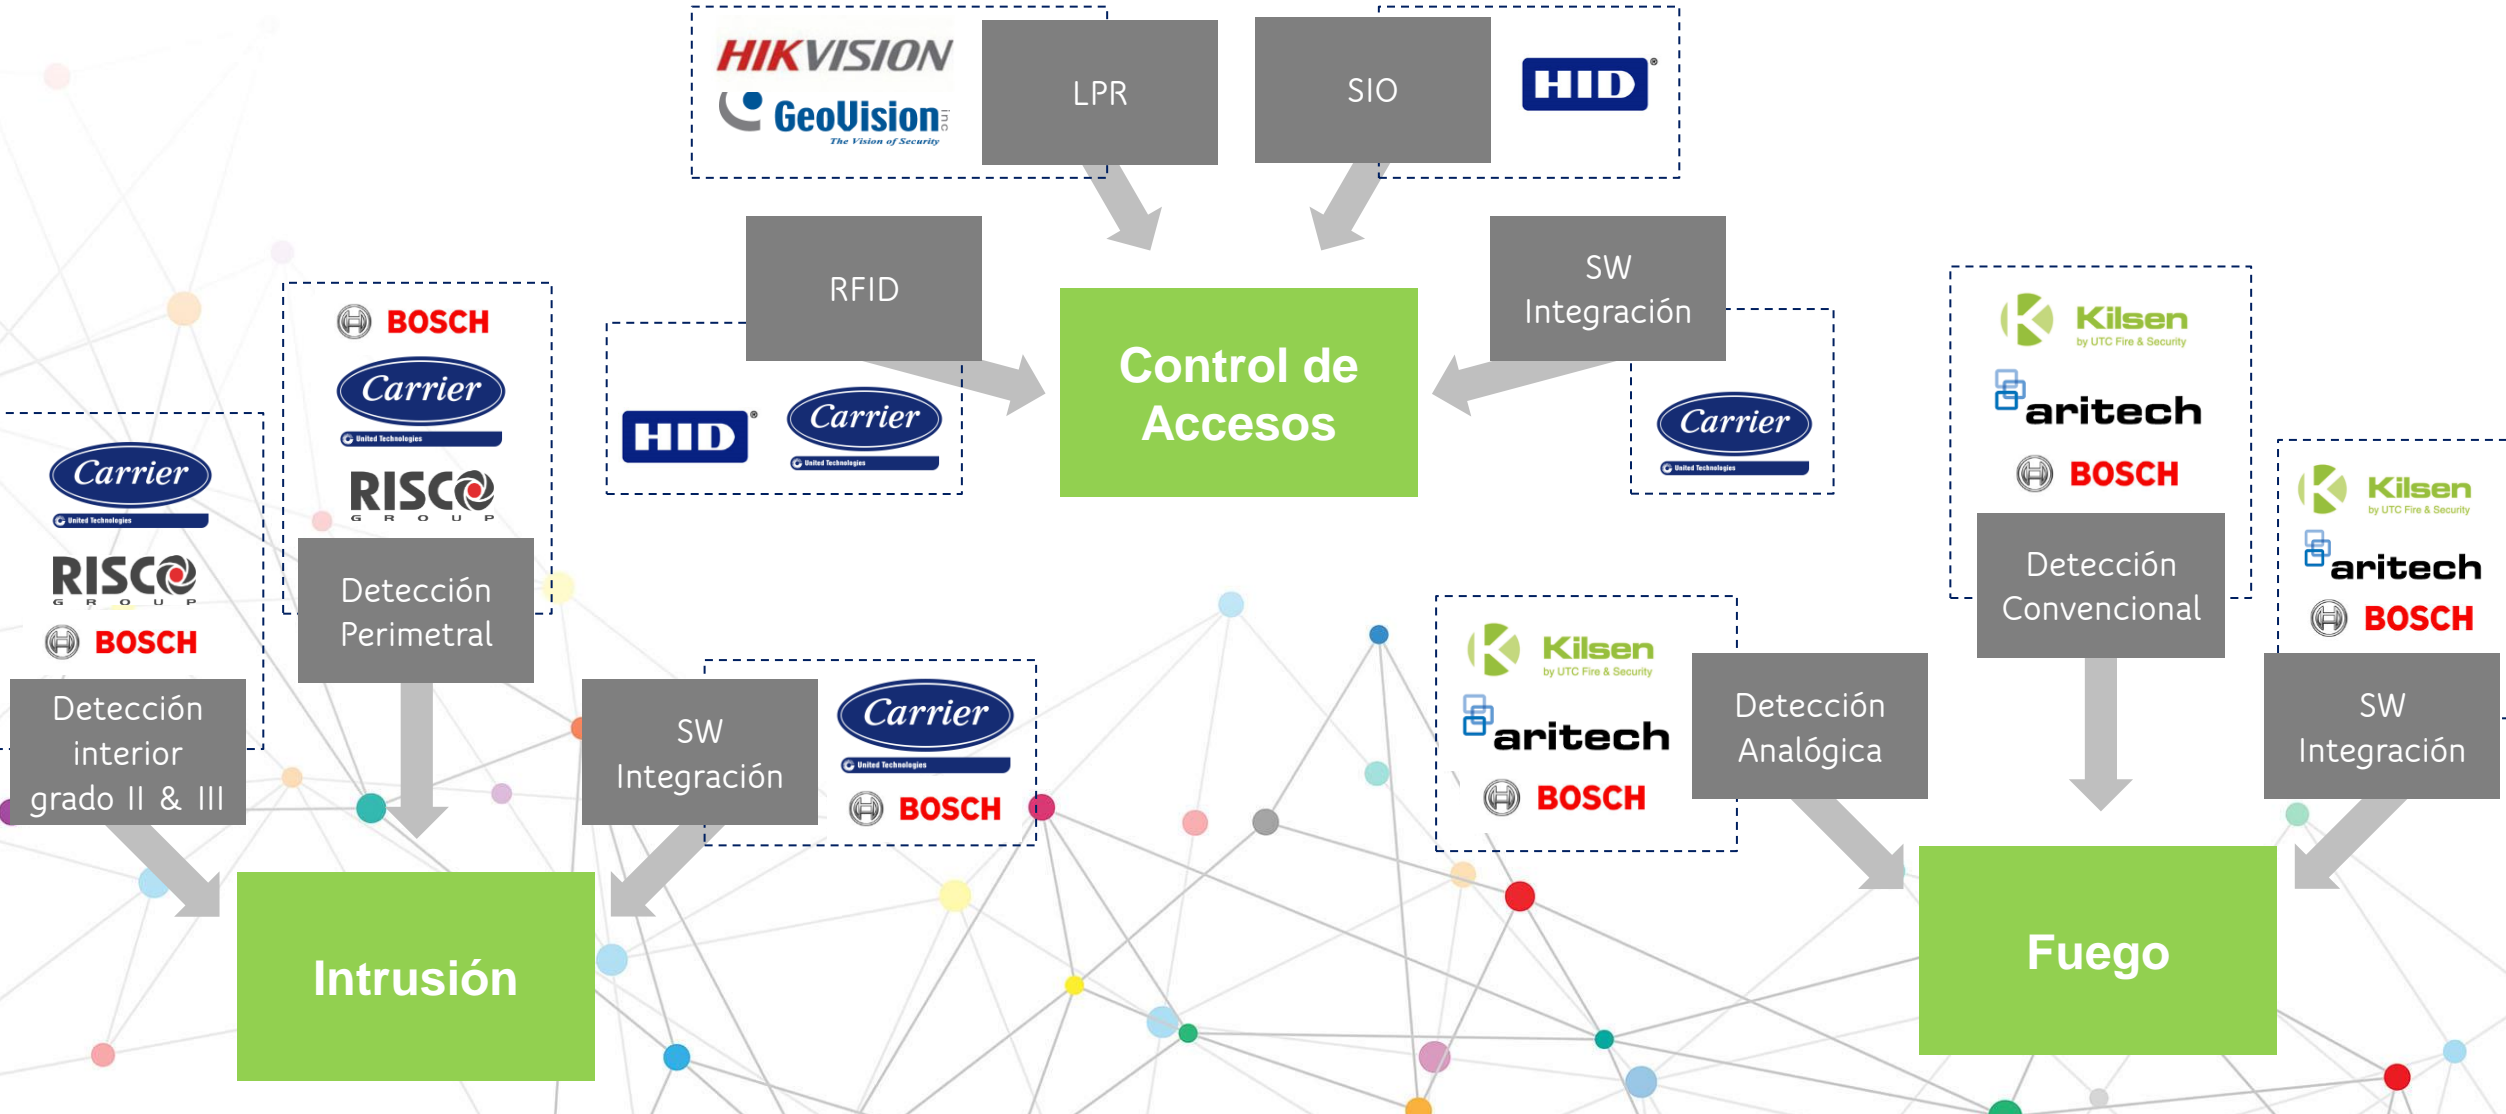 HIKVISION
GeoVision inc
The Vision of Security
LPR
SIO
HID®
RFID
SW
Integración
HID®
Carrier
United Technologies
Control de
Accesos
Carrier
United Technologies
BOSCH
Carrier
United Technologies
RISCO
GROUP
Detección
Perimetral
Carrier
United Technologies
RISCO
GROUP
BOSCH
Detección
interior
grado II & III
SW
Integración
Carrier
United Technologies
BOSCH
Intrusión
Kilsen
by UTC Fire & Security
aritech
BOSCH
Detección
Analógica
Kilsen
by UTC Fire & Security
aritech
BOSCH
Detección
Convencional
Kilsen
by UTC Fire & Security
aritech
BOSCH
SW
Integración
Fuego